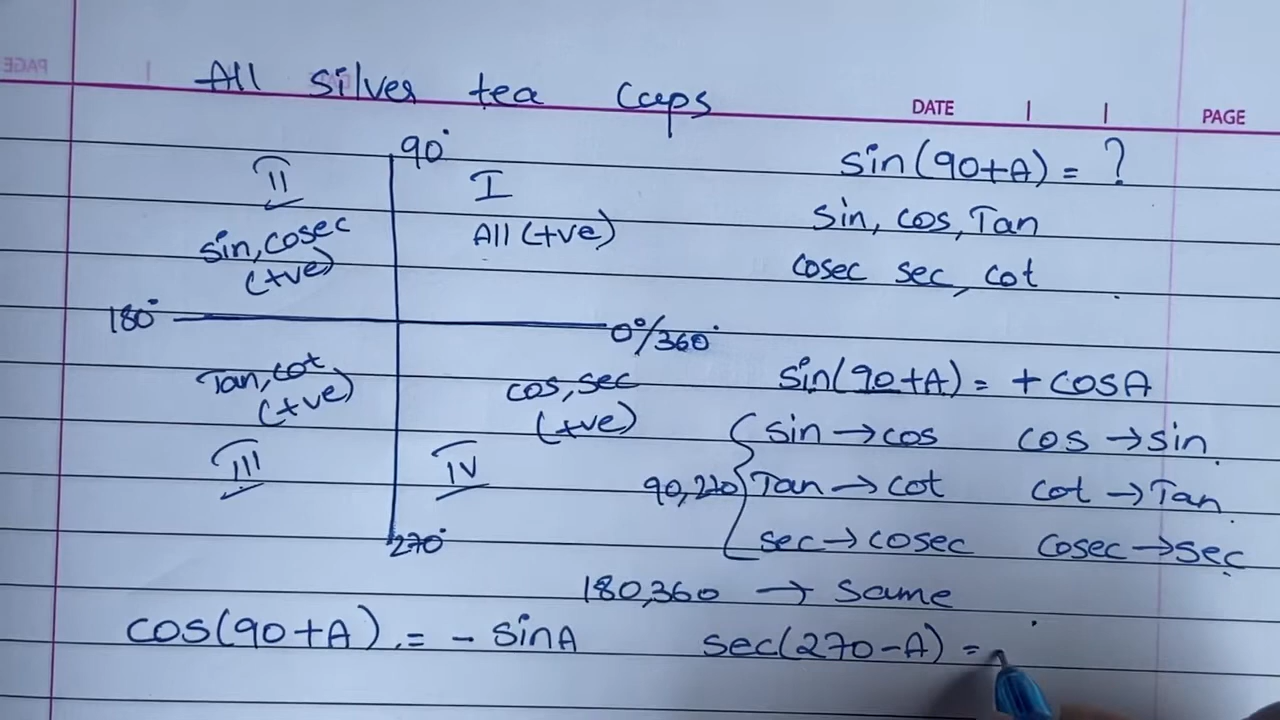 PAGE
All silver tea Cups
DATE
PAGE
90°
sin(90+A) = ?
II
I
sin, cosec
(+ve)
All (+ve)
sin, cos, Tan
cosec sec, cot
180°
0°/360°
Tan, cot
(+ve)
cos, sec
(+ve)
III
IV
270°
sin(90+A) = + cosA
sin → cos cos → sin
90,270 Tan → cot cot → Tan
sec → cosec cosec → sec
180,360 → same
cos(90+A) = - sinA sec(270-A) =